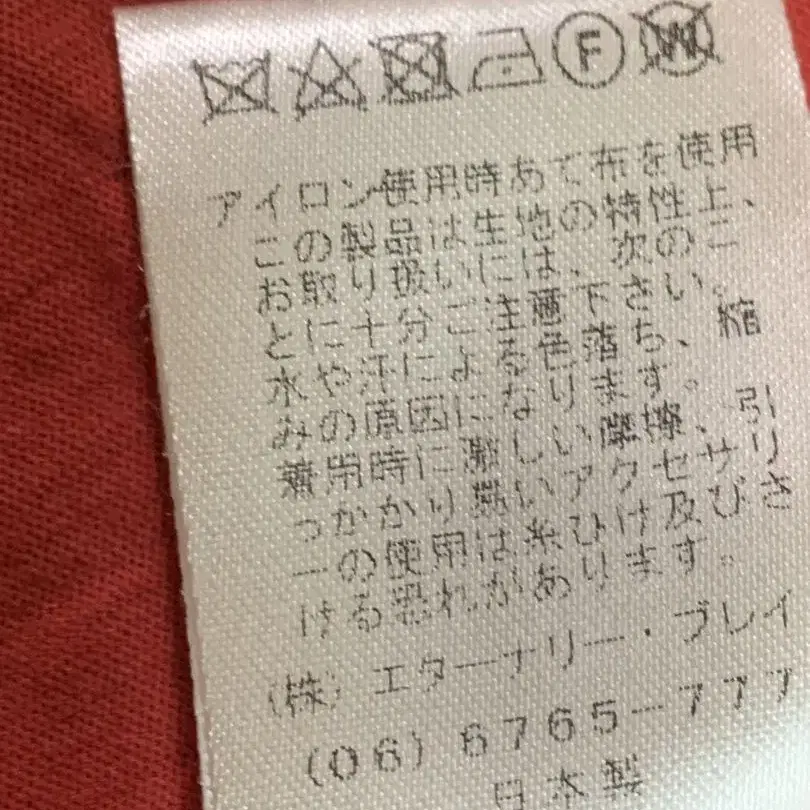 F W
アイロン使用時あて布を使用
この製品は生地の特性上、
お取り扱いには、次のこ
とに十分ご注意下さい。
水や汗による色落ち、縮
みの原因になります。
着用時に激しい摩擦、引
っかかり易いアクセサリ
ーの使用は糸ひけ及びさ
ける恐れがあります。
(株)エターナリー・ブレイ
(06)6765-777
日本製